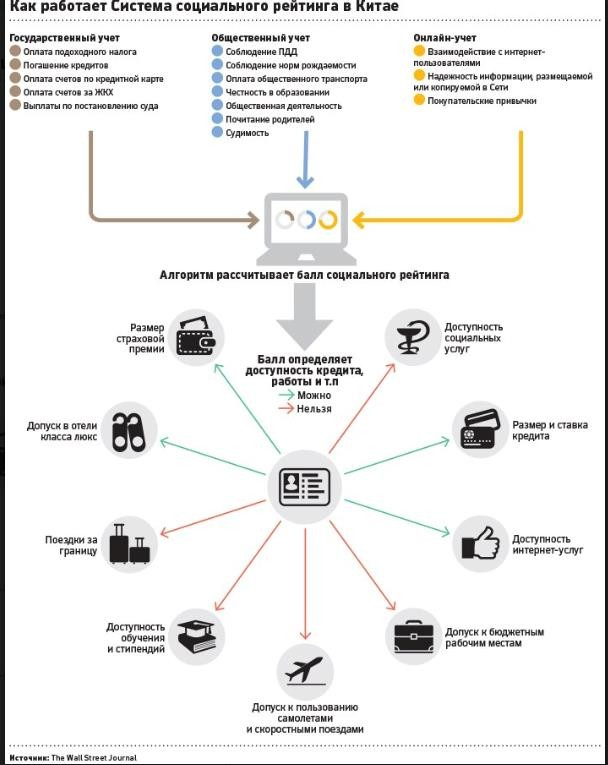 Как работает Система социального рейтинга в Китае
Государственный учет
Оплата подоходного налога
Погашение кредитов
Оплата счетов по кредитной карте
Оплата счетов за ЖКХ
Выплаты по постановлению суда
Общественный учет
Соблюдение ПДД
Соблюдение норм рождаемости
Оплата общественного транспорта
Честность в образовании
Общественная деятельность
Почитание родителей
Судимость
Онлайн-учет
Взаимодействие с интернет-
пользователями
Надежность информации, размещаемой
или копируемой в Сети
Покупательские привычки
Алгоритм рассчитывает балл социального рейтинга
Балл определяет
доступность кредита,
работы и т.п
Можно
Нельзя
Размер
страховой
премии
Доступность
социальных
услуг
Допуск в отели
класса люкс
Размер и ставка
кредита
Поездки за
границу
Доступность
интернет-услуг
Доступность
обучения
и стипендий
Допуск к бюджетным
рабочим местам
Допуск к пользованию
самолетами
и скоростными поездами
Источник: The Wall Street Journal